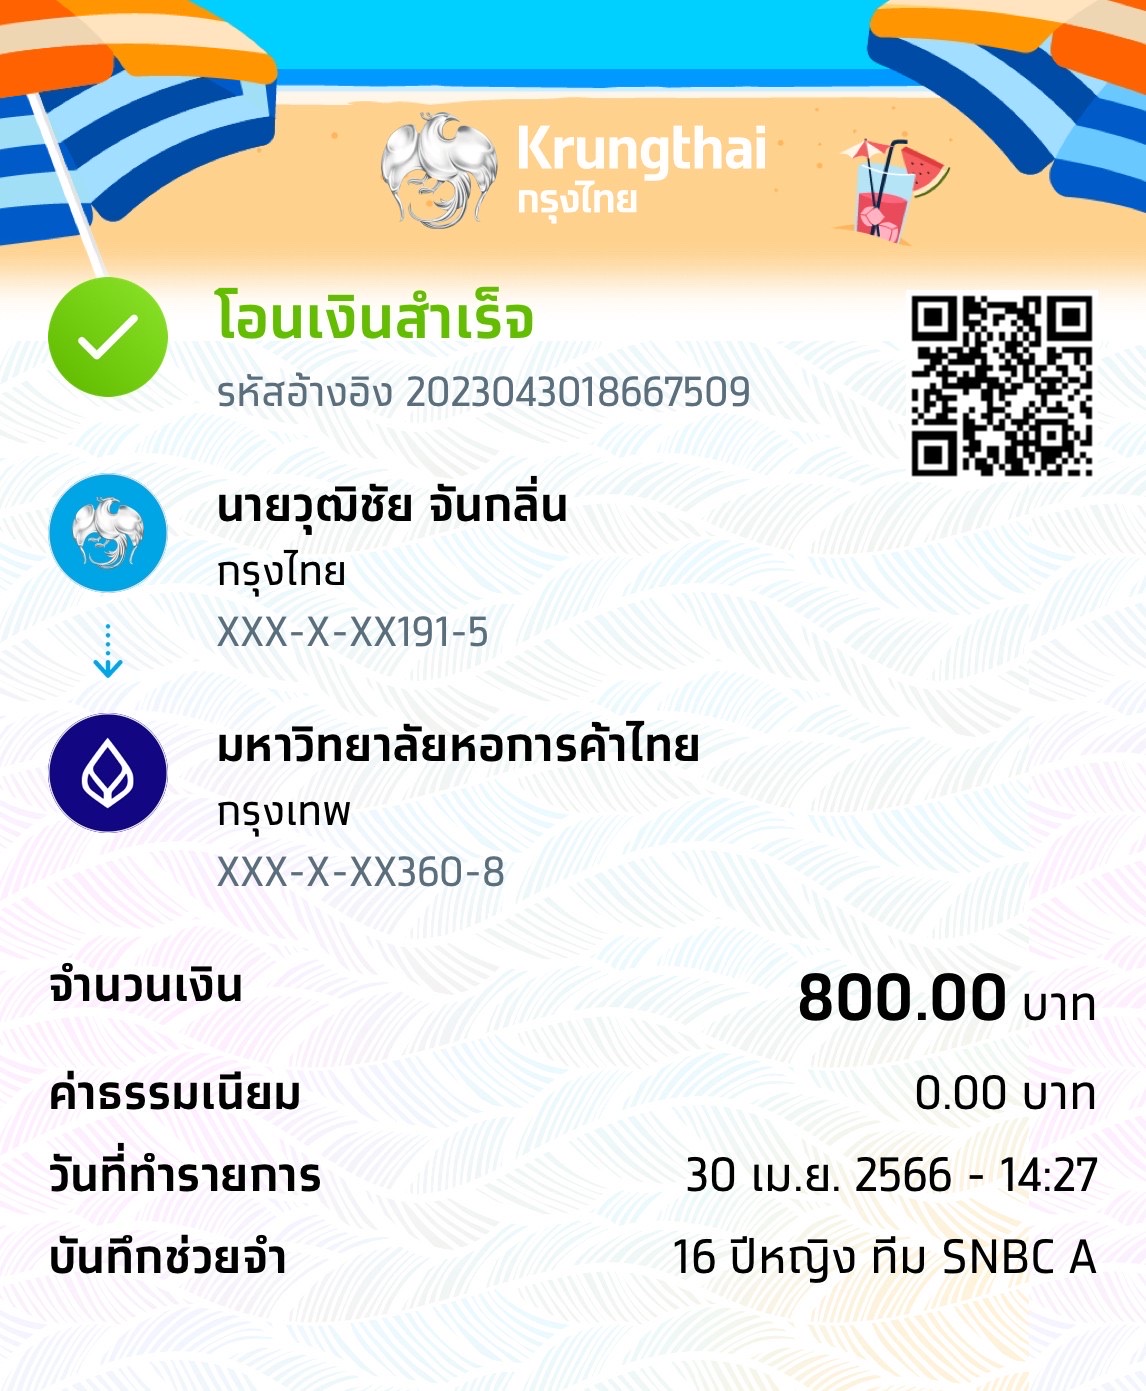 Krungthai
กรุงไทย
โอนเงินสำเร็จ
รหัสอ้างอิง 2023043018667509
นายวุฒิชัย จันกลิ่น
กรุงไทย
XXX-X-XX191-5
มหาวิทยาลัยหอการค้าไทย
กรุงเทพ
XXX-X-XX360-8
จำนวนเงิน 800.00 บาท
ค่าธรรมเนียม 0.00 บาท
วันที่ทำรายการ 30 เม.ย. 2566 - 14:27
บันทึกช่วยจำ 16 ปีหญิง ทีม SNBC A